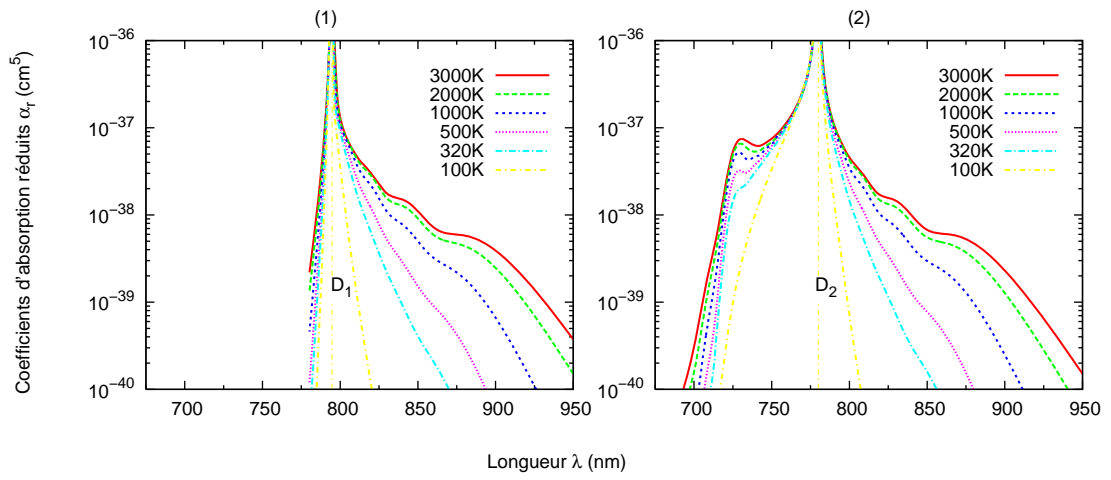 (1) (2)
Coefficients d'absorption réduits α_r (cm^5)
10^−36
10^−37
10^−38
10^−39
10^−40
3000K
2000K
1000K
500K
320K
100K
D_1
700 750 800 850 900 950
10^−36
10^−37
10^−38
10^−39
10^−40
3000K
2000K
1000K
500K
320K
100K
D_2
700 750 800 850 900 950
Longueur λ (nm)